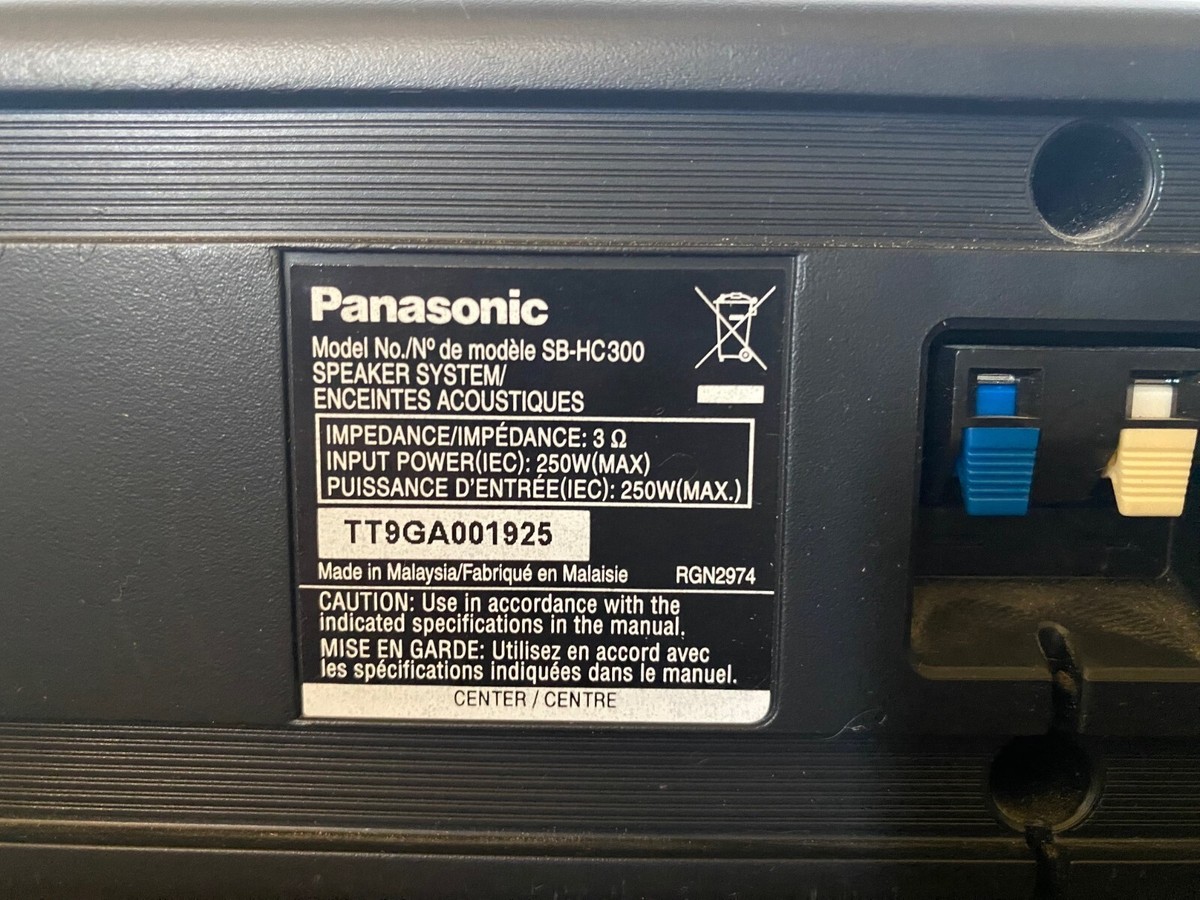 Panasonic
Model No./Nº de modèle SB-HC300
SPEAKER SYSTEM/
ENCEINTES ACOUSTIQUES
IMPEDANCE/IMPÉDANCE: 3 Ω
INPUT POWER(IEC): 250W(MAX)
PUISSANCE D'ENTRÉE(IEC): 250W(MAX.)
TT9GA001925
Made in Malaysia/Fabriqué en Malaisie RGN2974
CAUTION: Use in accordance with the
indicated specifications in the manual.
MISE EN GARDE: Utilisez en accord avec
les spécifications indiquées dans le manuel.
CENTER / CENTRE